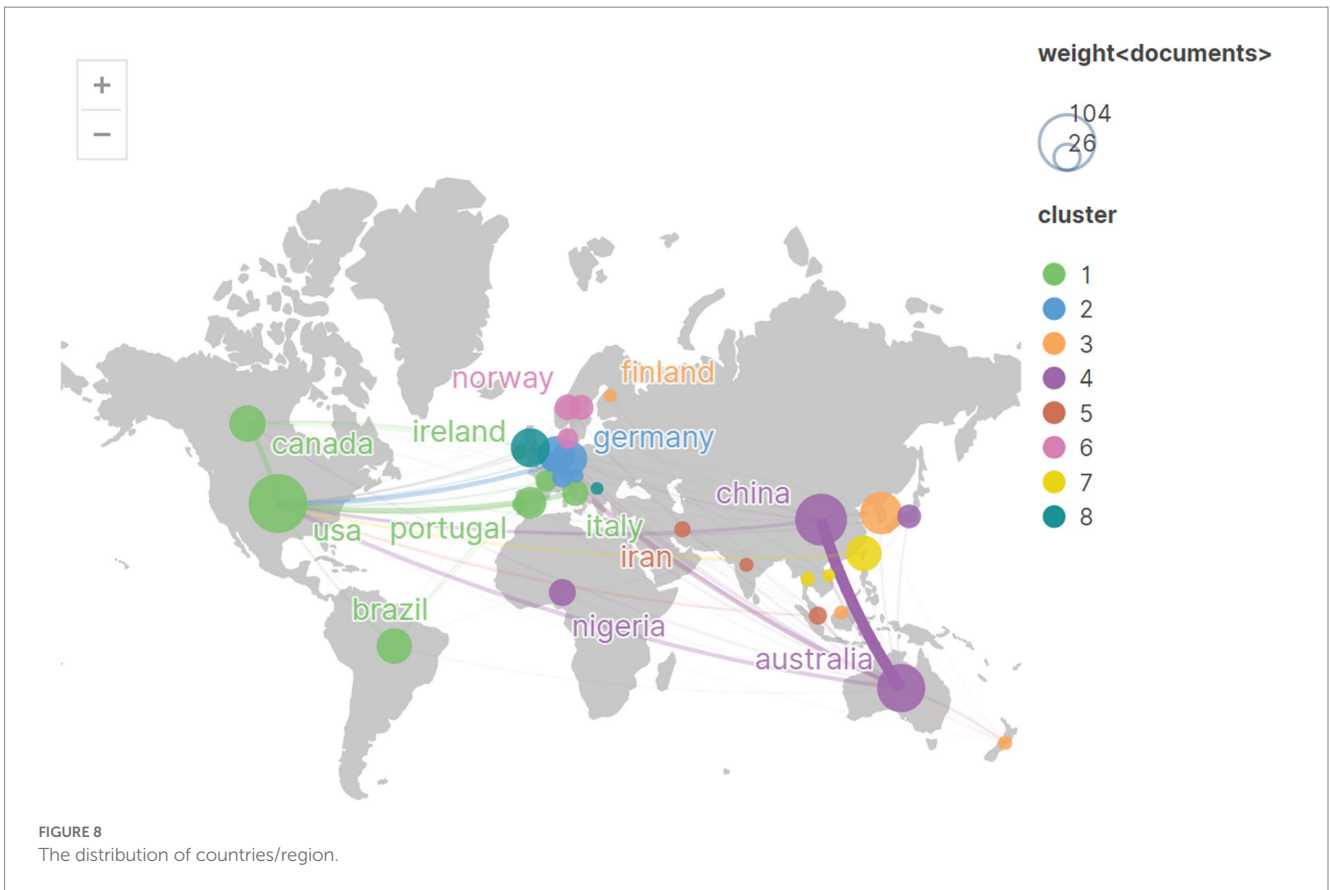 +
−
weight<documents>
104
26
cluster
1
2
3
4
5
6
7
8
norway
finland
ireland
germany
canada
china
usa
portugal
italy
iran
brazil
nigeria
australia
FIGURE 8
The distribution of countries/region.